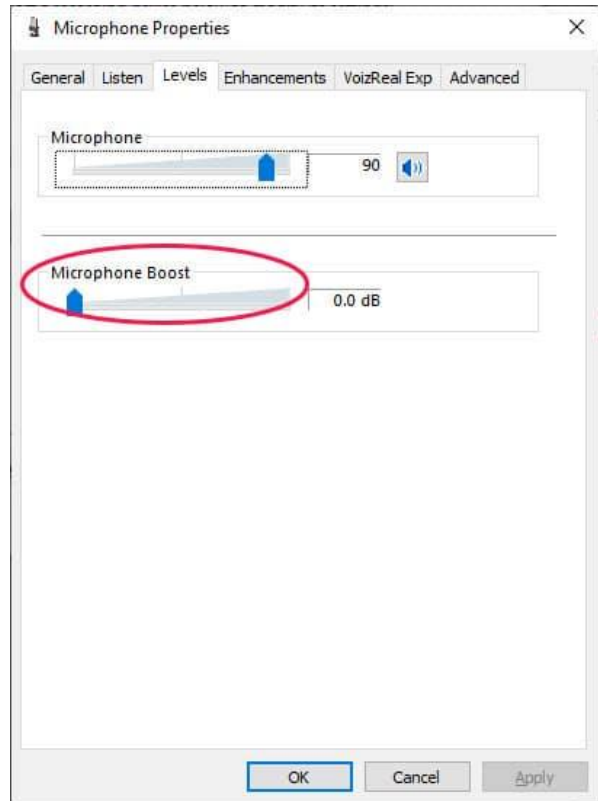 Microphone Properties
General Listen Levels Enhancements VoizReal Exp Advanced
Microphone
90
Microphone Boost
0.0 dB
OK Cancel Apply